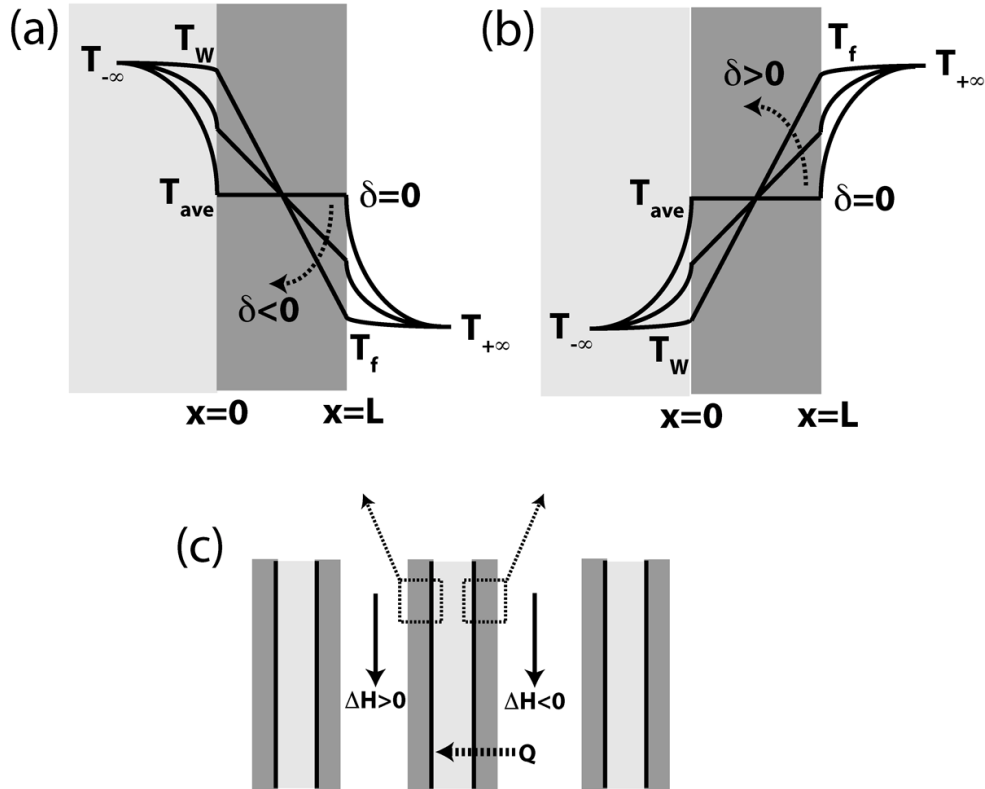 (a)
T-∞
Tw
Tave
δ=0
δ<0
Tf
T+∞
x=0
x=L
(b)
δ>0
Tf
T+∞
Tave
δ=0
T-∞
Tw
x=0
x=L
(c)
ΔH>0
ΔH<0
Q